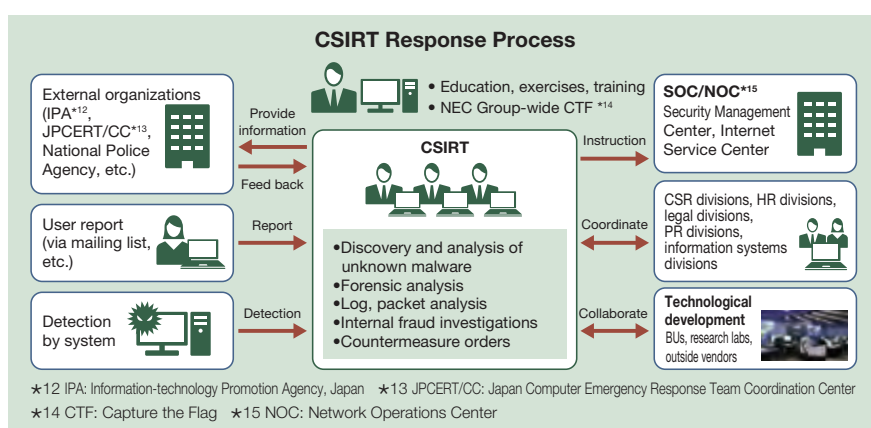 CSIRT Response Process
External organizations
(IPA*12,
JPCERT/CC*13,
National Police
Agency, etc.)
Provide
information
Feed back
User report
(via mailing list,
etc.)
Report
Detection
by system
Detection
• Education, exercises, training
• NEC Group-wide CTF *14
CSIRT
•Discovery and analysis of
unknown malware
•Forensic analysis
•Log, packet analysis
•Internal fraud investigations
•Countermeasure orders
Instruction
SOC/NOC*15
Security Management
Center, Internet
Service Center
Coordinate
CSR divisions, HR divisions,
legal divisions,
PR divisions,
information systems
divisions
Collaborate
Technological
development
BUs, research labs,
outside vendors
*12 IPA: Information-technology Promotion Agency, Japan *13 JPCERT/CC: Japan Computer Emergency Response Team Coordination Center
*14 CTF: Capture the Flag *15 NOC: Network Operations Center